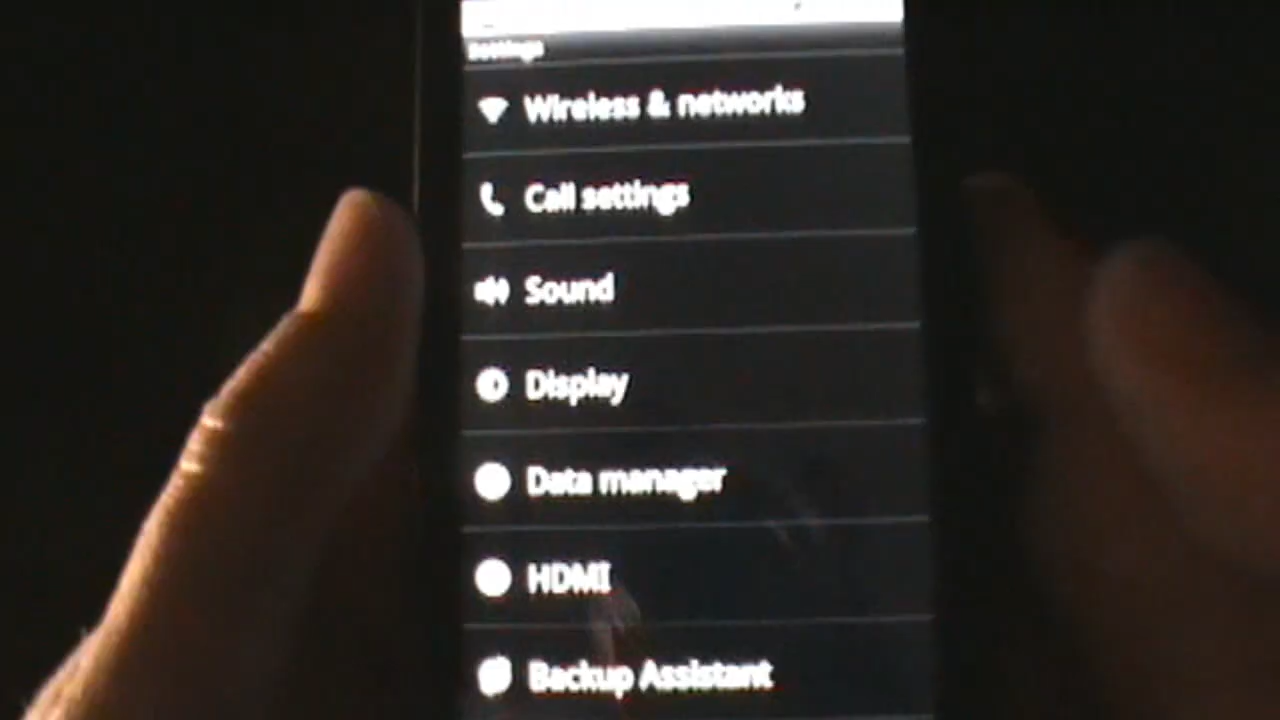 Settings
Wireless & networks
Call settings
Sound
Display
Data manager
HDMI
Backup Assistant